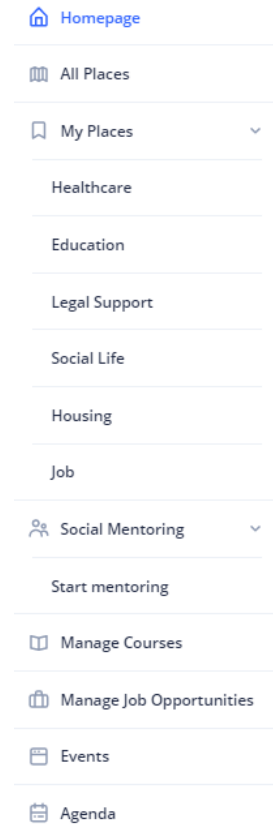 Homepage
All Places
My Places
Healthcare
Education
Legal Support
Social Life
Housing
Job
Social Mentoring
Start mentoring
Manage Courses
Manage Job Opportunities
Events
Agenda